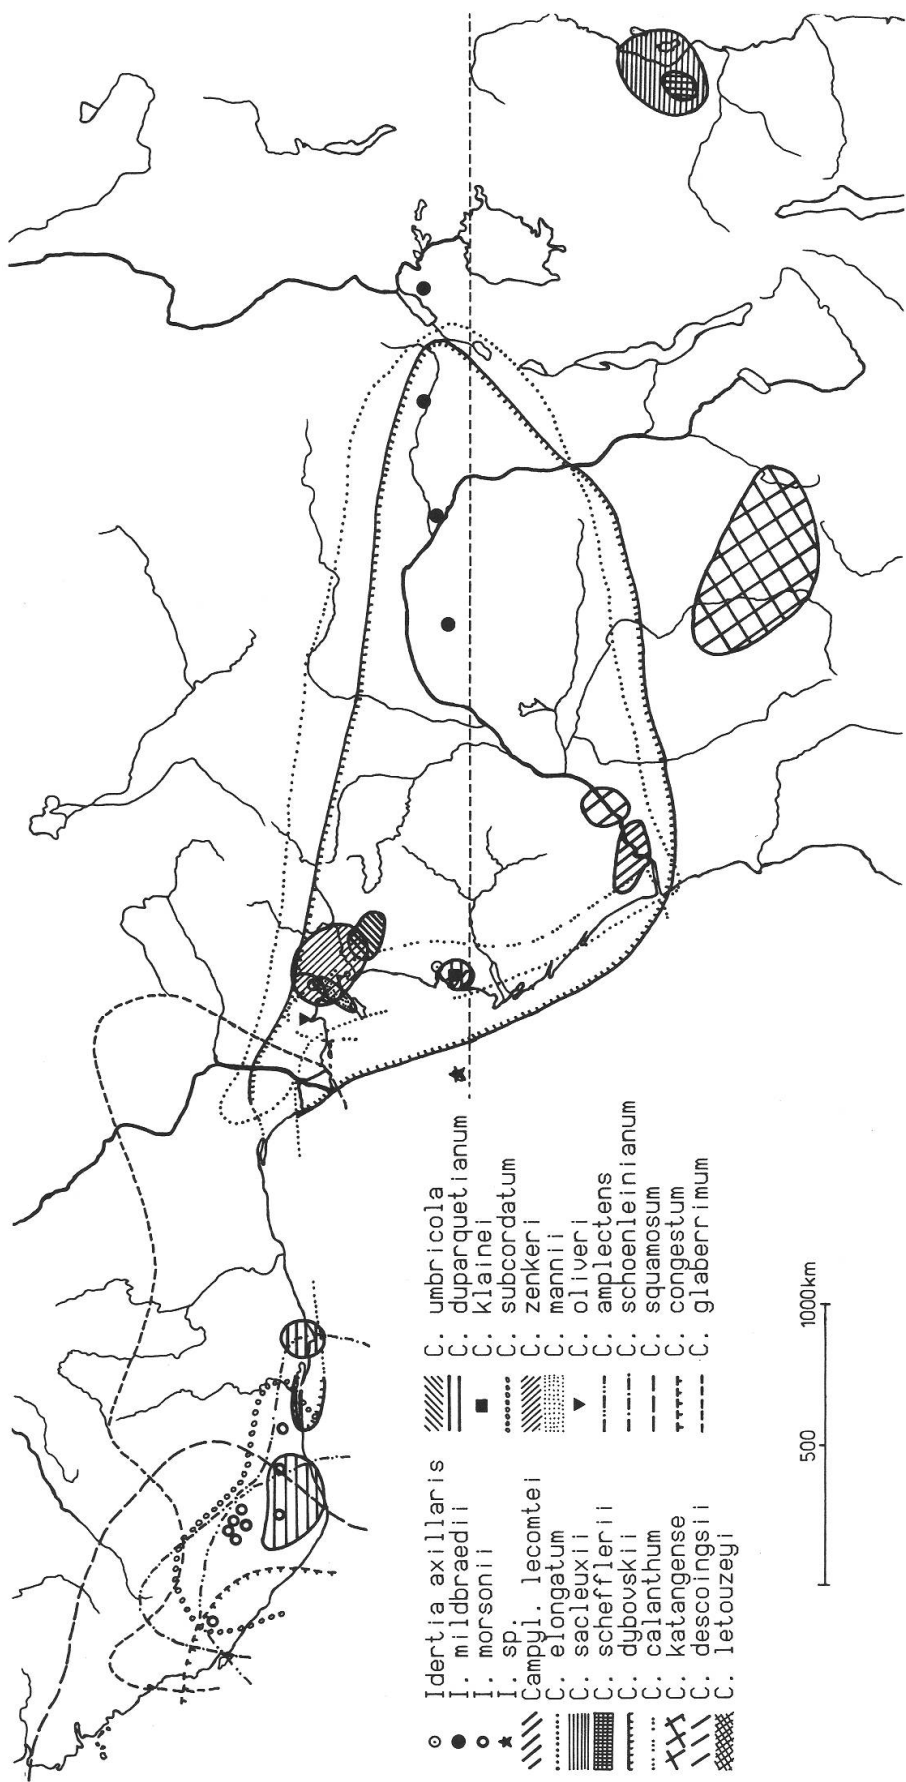 Idertia axillaris
I. mildbraedii
I. morsonii
I. sp.
Campyl. lecomtei
C. elongatum
C. sacleuxii
C. scheffleri
C. dybovskii
C. calanthum
C. katangense
C. descoingsii
C. letouzeyi
C. umbricola
C. duparquetianum
C. klainei
C. subcordatum
C. zenkeri
C. mannii
C. oliveri
C. amplectens
C. schoenleinianum
C. squamosum
C. congestum
C. glaberrimum
500
1000km